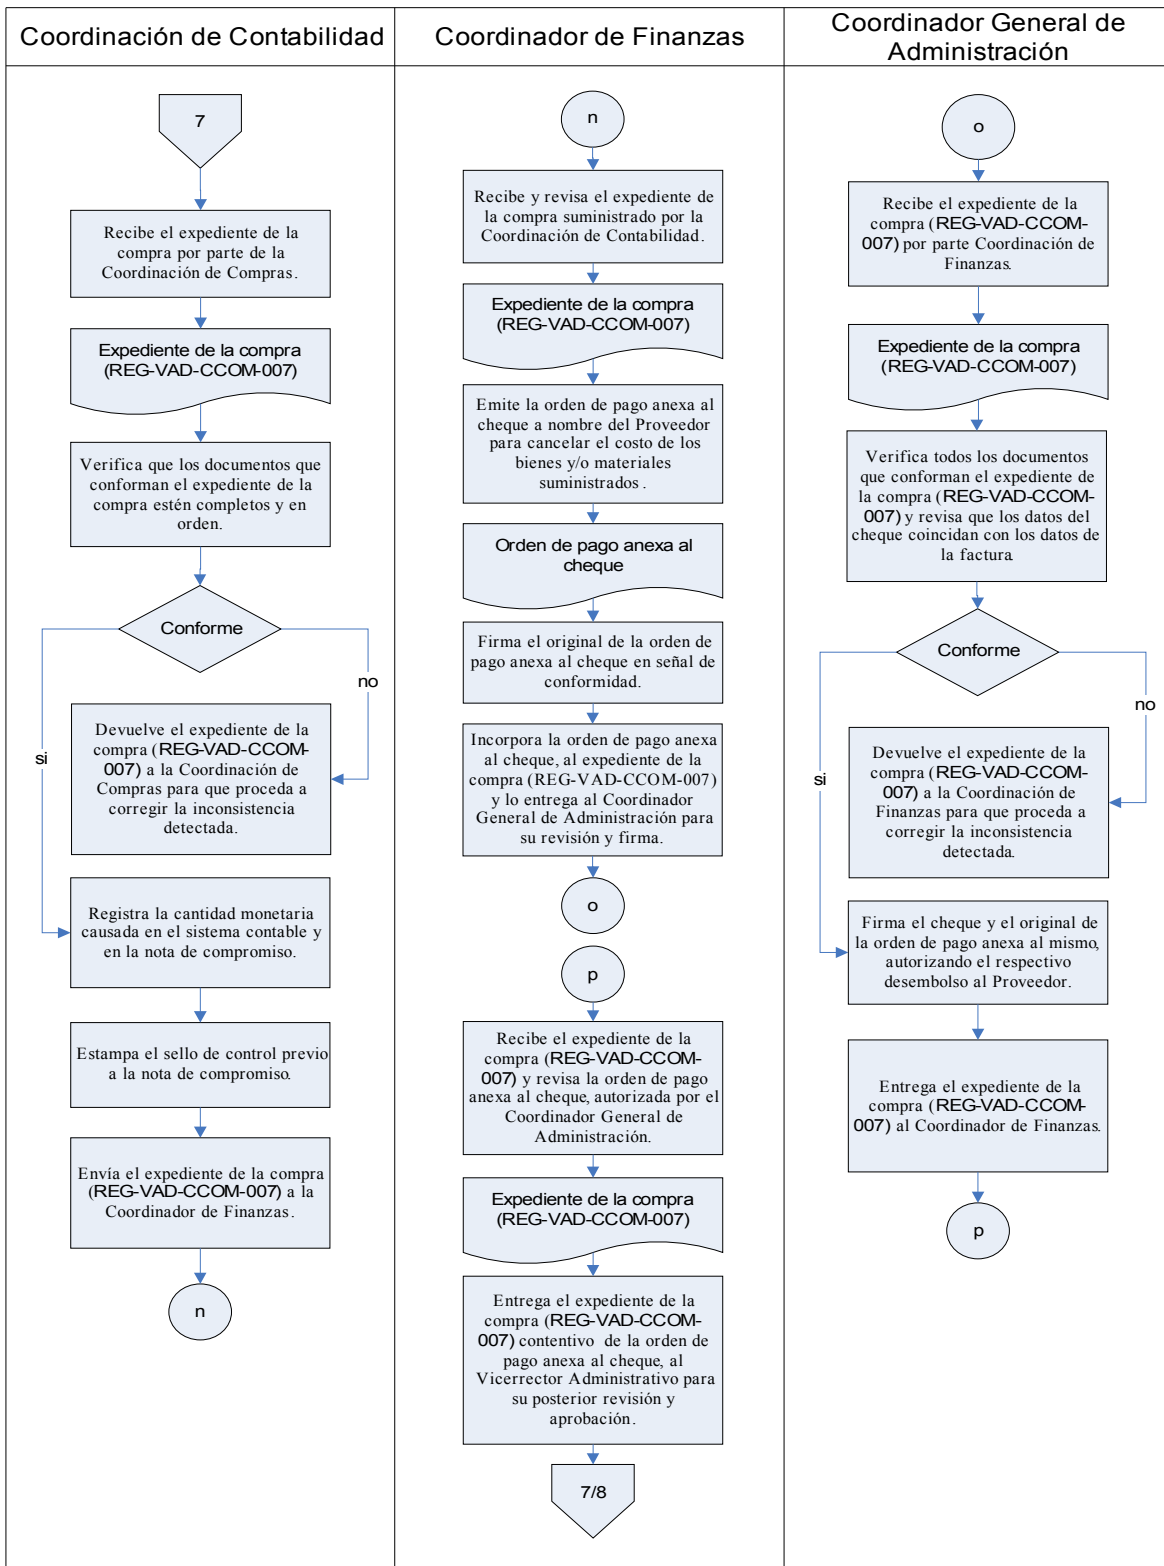 Coordinación de Contabilidad
7
Recibe el expediente de la
compra por parte de la
Coordinación de Compras.
Expediente de la compra
(REG-VAD-CCOM-007)
Verifica que los documentos que
conforman el expediente de la
compra estén completos y en
orden.
Conforme
no
si
Devuelve el expediente de la
compra (REG-VAD-CCOM-
007) a la Coordinación de
Compras para que proceda a
corregir la inconsistencia
detectada.
Registra la cantidad monetaria
causada en el sistema contable y
en la nota de compromiso.
Estampa el sello de control previo
a la nota de compromiso.
Envía el expediente de la compra
(REG-VAD-CCOM-007) a la
Coordinador de Finanzas.
n
Coordinador de Finanzas
n
Recibe y revisa el expediente de
la compra suministrado por la
Coordinación de Contabilidad.
Expediente de la compra
(REG-VAD-CCOM-007)
Emite la orden de pago anexa al
cheque a nombre del Proveedor
para cancelar el costo de los
bienes y/o materiales
suministrados.
Orden de pago anexa al
cheque
Firma el original de la orden de
pago anexa al cheque en señal de
conformidad.
Incorpora la orden de pago anexa
al cheque, al expediente de la
compra (REG-VAD-CCOM-007)
y lo entrega al Coordinador
General de Administración para
su revisión y firma.
o
p
Recibe el expediente de la
compra (REG-VAD-CCOM-
007) y revisa la orden de pago
anexa al cheque, autorizada por el
Coordinador General de
Administración.
Expediente de la compra
(REG-VAD-CCOM-007)
Entrega el expediente de la
compra (REG-VAD-CCOM-
007) contentivo de la orden de
pago anexa al cheque, al
Vicerrector Administrativo para
su posterior revisión y
aprobación.
7/8
Coordinador General de
Administración
o
Recibe el expediente de la
compra (REG-VAD-CCOM-
007) por parte Coordinación de
Finanzas.
Expediente de la compra
(REG-VAD-CCOM-007)
Verifica todos los documentos
que conforman el expediente de
la compra (REG-VAD-CCOM-
007) y revisa que los datos del
cheque coincidan con los datos de
la factura.
Conforme
no
si
Devuelve el expediente de la
compra (REG-VAD-CCOM-
007) a la Coordinación de
Finanzas para que proceda a
corregir la inconsistencia
detectada.
Firma el cheque y el original de
la orden de pago anexa al mismo,
autorizando el respectivo
desembolso al Proveedor.
Entrega el expediente de la
compra (REG-VAD-CCOM-
007) al Coordinador de Finanzas.
p